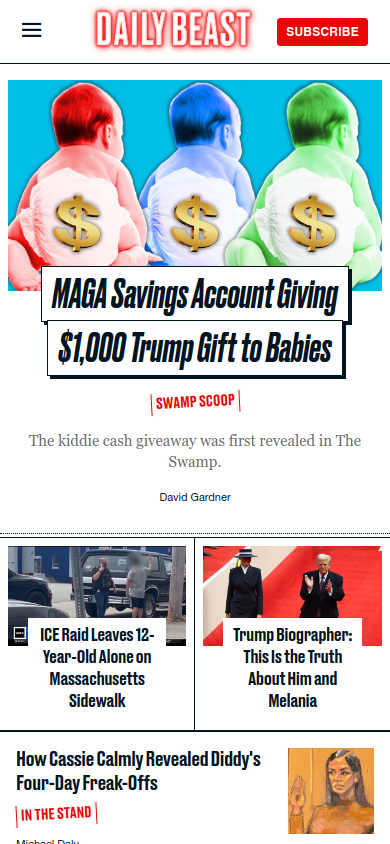 DAILY BEAST
SUBSCRIBE
$ $ $
MAGA Savings Account Giving
$1,000 Trump Gift to Babies
SWAMP SCOOP
The kiddie cash giveaway was first revealed in The
Swamp.
David Gardner
ICE Raid Leaves 12-
Year-Old Alone on
Massachusetts
Sidewalk
Trump Biographer:
This Is the Truth
About Him and
Melania
How Cassie Calmly Revealed Diddy's
Four-Day Freak-Offs
IN THE STAND
Michael Daly